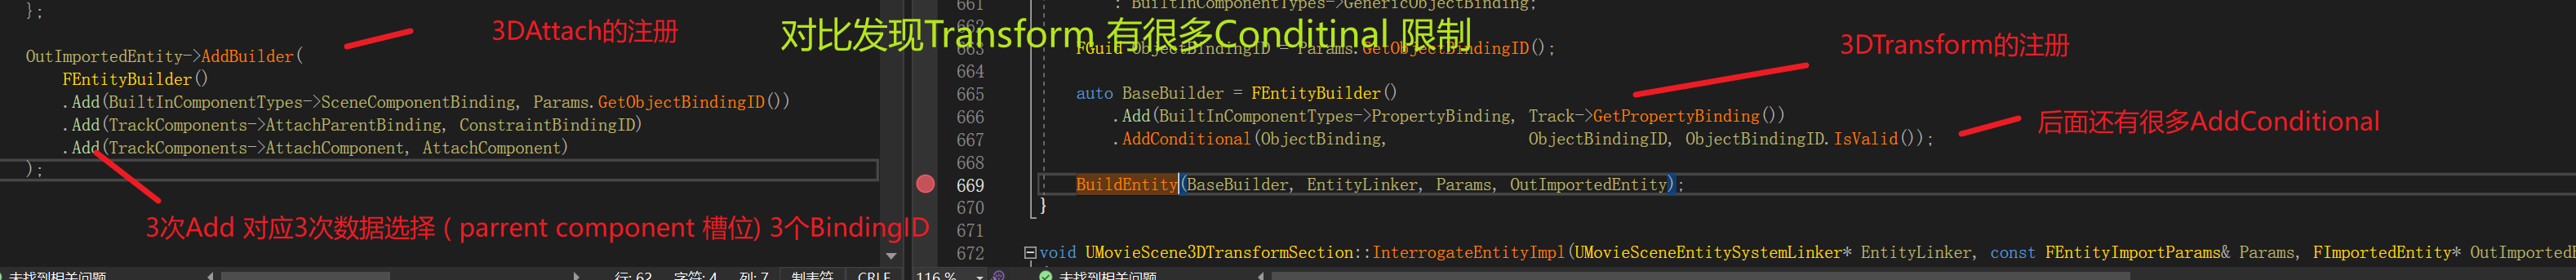 };
3DAttach的注册
OutImportedEntity->AddBuilder(
FEntityBuilder()
.Add(BuiltInComponentTypes->SceneComponentBinding, Params.GetObjectBindingID())
.Add(TrackComponents->AttachParentBinding, ConstraintBindingID)
.Add(TrackComponents->AttachComponent, AttachComponent)
);
3次Add 对应3次数据选择 ( parrent component 槽位) 3个BindingID
未找到相关问题
行: 62 字符: 4 列: 7 制表符 CRLF
对比发现Transform 有很多Conditinal 限制
661 : BuiltInComponentTypes->GenericObjectBinding;
662
663 FGuid ObjectBindingID = Params.GetObjectBindingID();
3DTransform的注册
664
665 auto BaseBuilder = FEntityBuilder()
666 .Add(BuiltInComponentTypes->PropertyBinding, Track->GetPropertyBinding())
667 .AddConditional(ObjectBinding, ObjectBindingID, ObjectBindingID.IsValid());
后面还有很多AddConditional
668
669 BuildEntity(BaseBuilder, EntityLinker, Params, OutImportedEntity);
670 }
671
672 void UMovieScene3DTransformSection::InterrogateEntityImpl(UMovieSceneEntitySystemLinker* EntityLinker, const FEntityImportParams& Params, FImportedEntity* OutImported
116 % 未找到相关问题